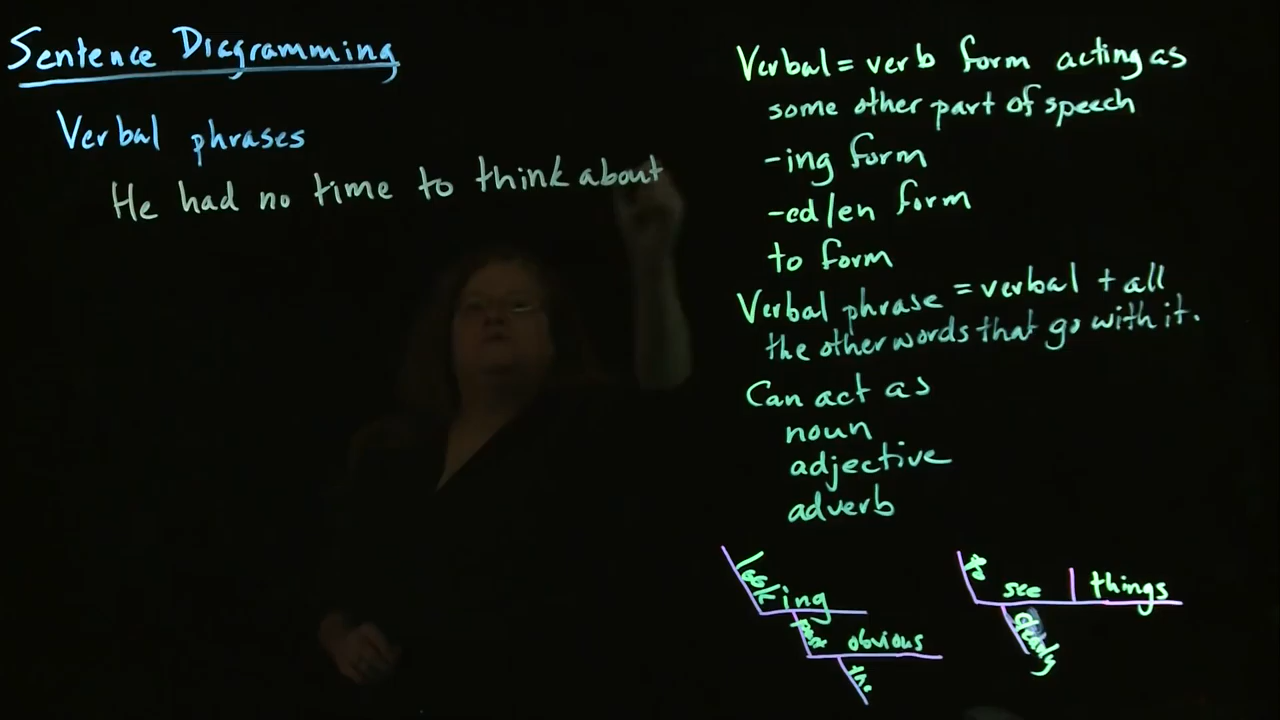 Sentence Diagramming
Verbal phrases
He had no time to think about
Verbal = verb form acting as
some other part of speech
-ing form
-ed/en form
to form
Verbal phrase = verbal + all
the other words that go with it.
Can act as
noun
adjective
adverb
looking
past obvious
the
to see things
clearly